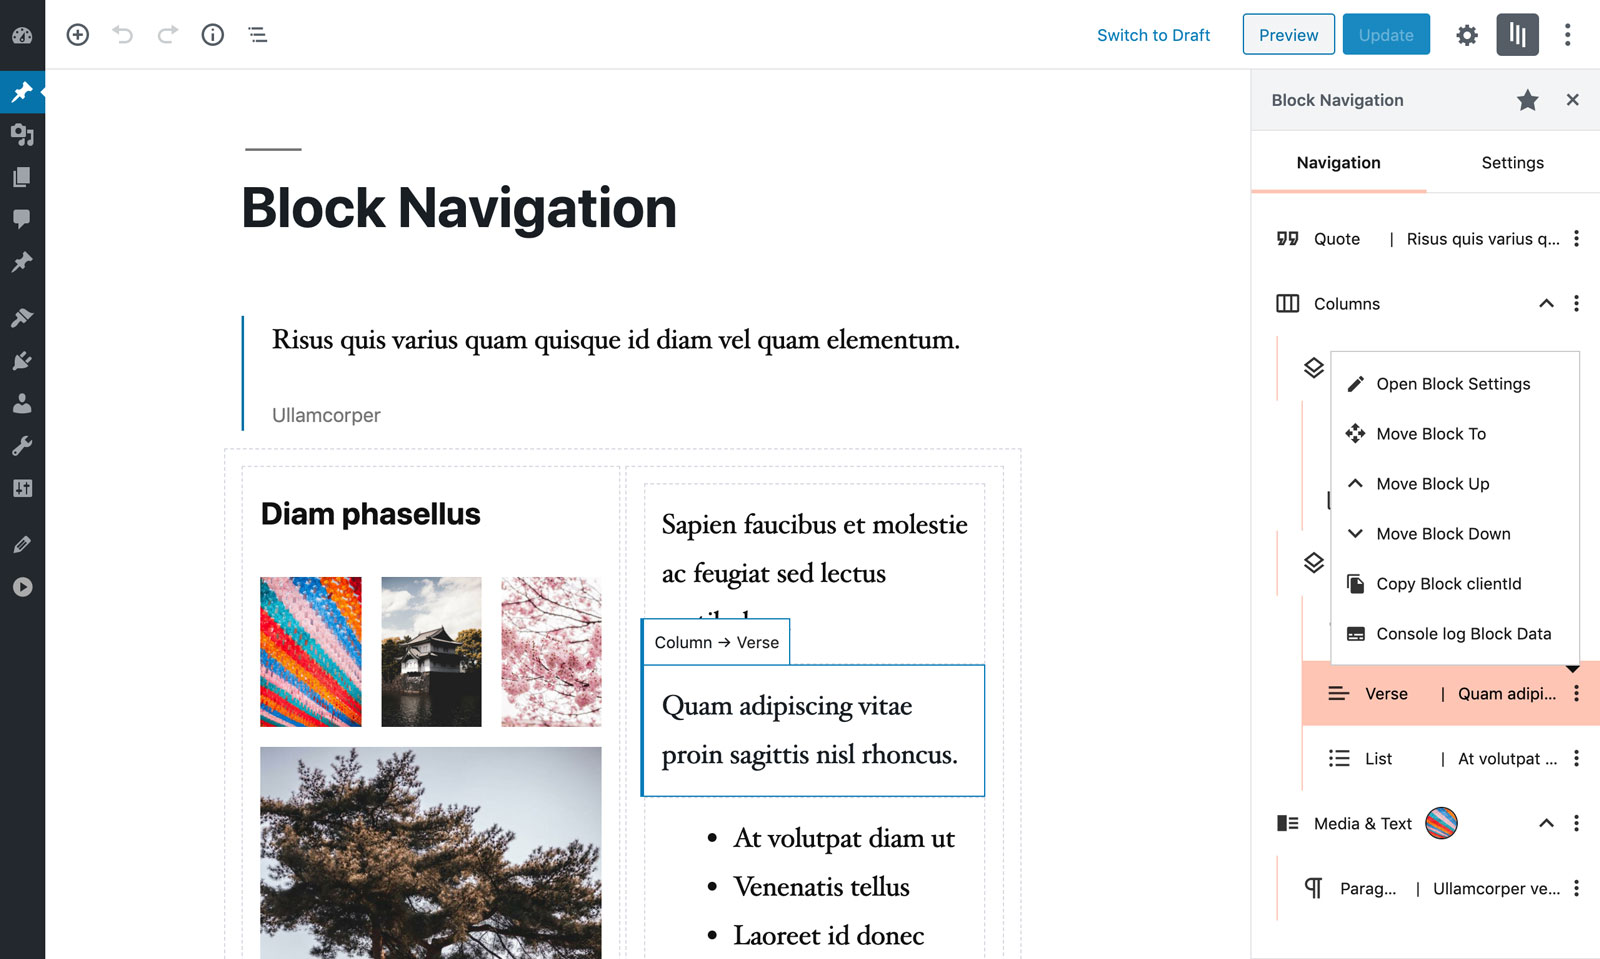 Switch to Draft
Preview
Update
Block Navigation
Risus quis varius quam quisque id diam vel quam elementum.
Ullamcorper
Diam phasellus
Sapien faucibus et molestie
ac feugiat sed lectus
Column → Verse
Quam adipiscing vitae
proin sagittis nisl rhoncus.
• At volutpat diam ut
• Venenatis tellus
• Laoreet id donec
Block Navigation
Navigation
Settings
Quote | Risus quis varius q...
Columns
Open Block Settings
Move Block To
Move Block Up
Move Block Down
Copy Block clientId
Console log Block Data
Verse | Quam adipi...
List | At volutpat ...
Media & Text
Parag... | Ullamcorper ve...